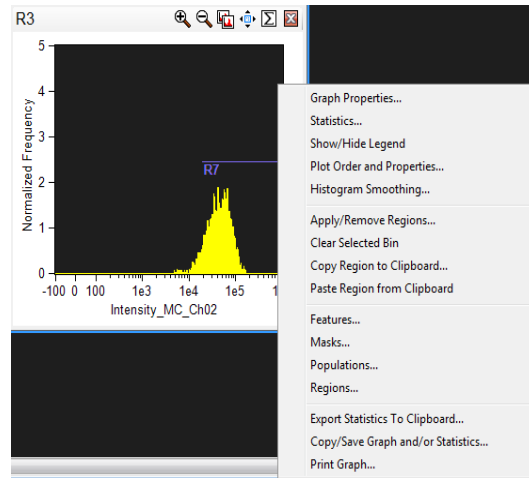 R3
Σ
5
4
3
2
1
0
Normalized Frequency
R7
-100 0 100 1e3 1e4 1e5 1
Intensity_MC_Ch02
Graph Properties...
Statistics...
Show/Hide Legend
Plot Order and Properties...
Histogram Smoothing...
Apply/Remove Regions...
Clear Selected Bin
Copy Region to Clipboard...
Paste Region from Clipboard
Features...
Masks...
Populations...
Regions...
Export Statistics To Clipboard...
Copy/Save Graph and/or Statistics...
Print Graph...